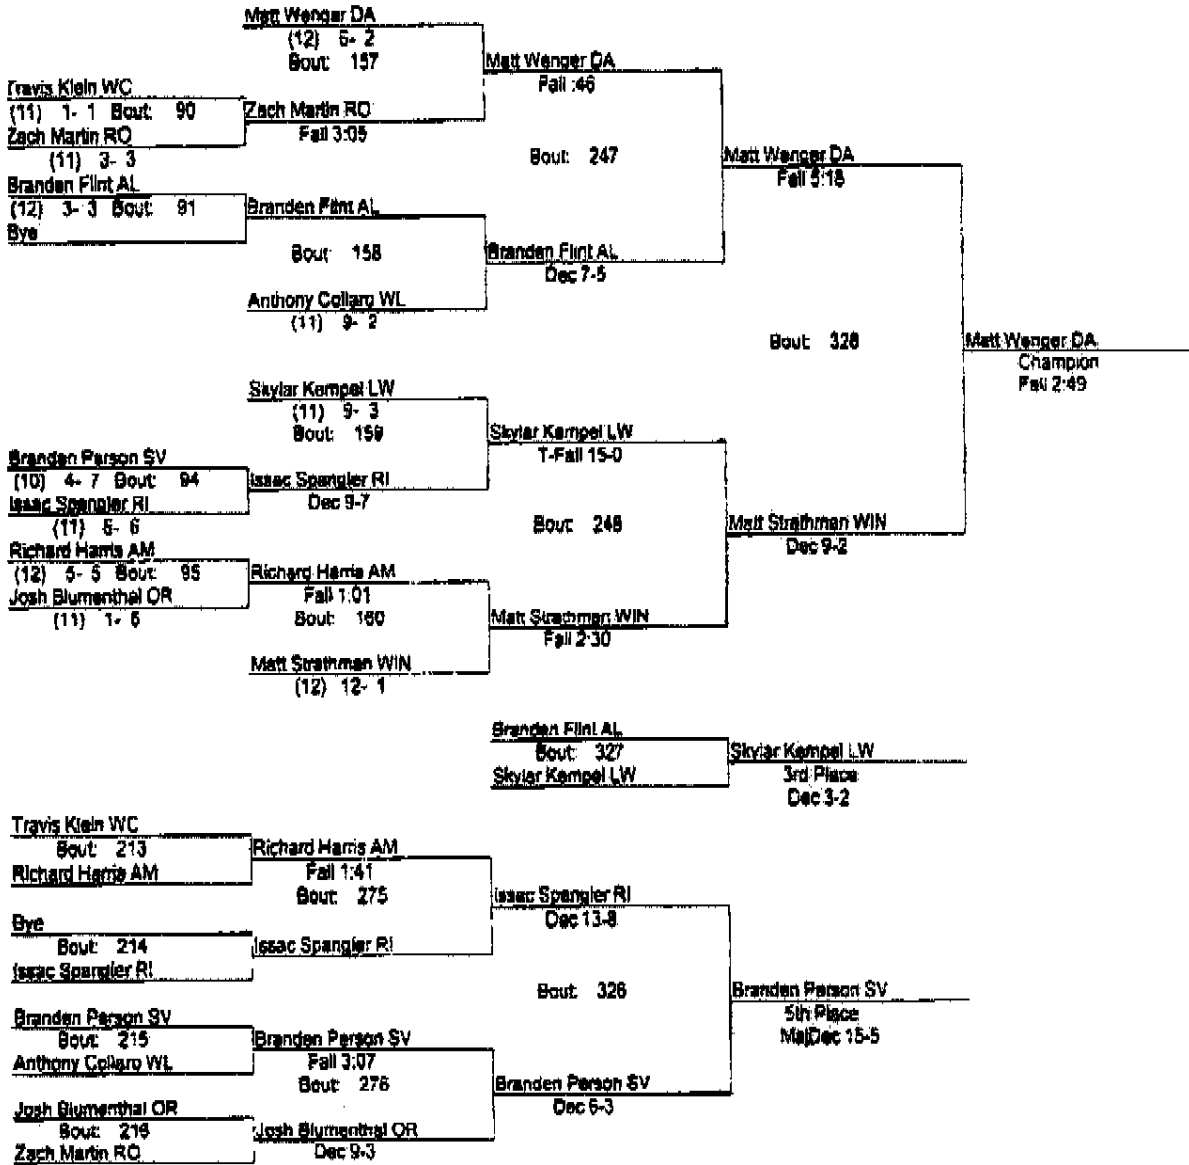 Matt Wenger DA
(12) 6- 2
Bout: 157
Matt Wenger DA
Fall :46
Travis Klein WC
(11) 1- 1 Bout: 90
Zach Martin RO
Fall 3:05
Zach Martin RO
(11) 3- 3
Bout: 247
Matt Wenger DA
Fall 5:18
Branden Flint AL
(12) 3- 3 Bout: 91
Branden Flint AL
Bye
Bout: 158
Branden Flint AL
Dec 7-5
Anthony Collaro WL
(11) 9- 2
Bout: 328
Matt Wenger DA
Champion
Fall 2:49
Skylar Kempel LW
(11) 9- 3
Bout: 159
Skylar Kempel LW
T-Fall 15-0
Branden Person SV
(10) 4- 7 Bout: 94
Issac Spangler RI
Dec 9-7
Issac Spangler RI
(11) 6
Bout: 248
Matt Strathman WIN
Dec 9-2
Richard Harris AM
(12) 5- 5 Bout: 95
Richard Harris AM
Fall 1:01
Josh Blumenthal OR
(11) 1-
Bout: 160
Matt Strathman WIN
Fall 2:30
Matt Strathman WIN
(12) 12- 1
Branden Flint AL
Bout: 327
Skylar Kempel LW
Skylar Kempel LW
3rd Place
Dec 3-2
Travis Klein WC
Bout: 213
Richard Harris AM
Richard Harris AM
Fall 1:41
Bout: 275
Issac Spangler RI
Dec 13-8
Bye
Bout: 214
Issac Spangler RI
Issac Spangler RI
Bout: 326
Branden Person SV
5th Place
MajDec 15-5
Branden Person SV
Bout: 215
Anthony Collaro WL
Branden Person SV
Fall 3:07
Bout: 276
Branden Person SV
Dec 6-3
Josh Blumenthal OR
Bout: 216
Zach Martin RO
Josh Blumenthal OR
Dec 9-3